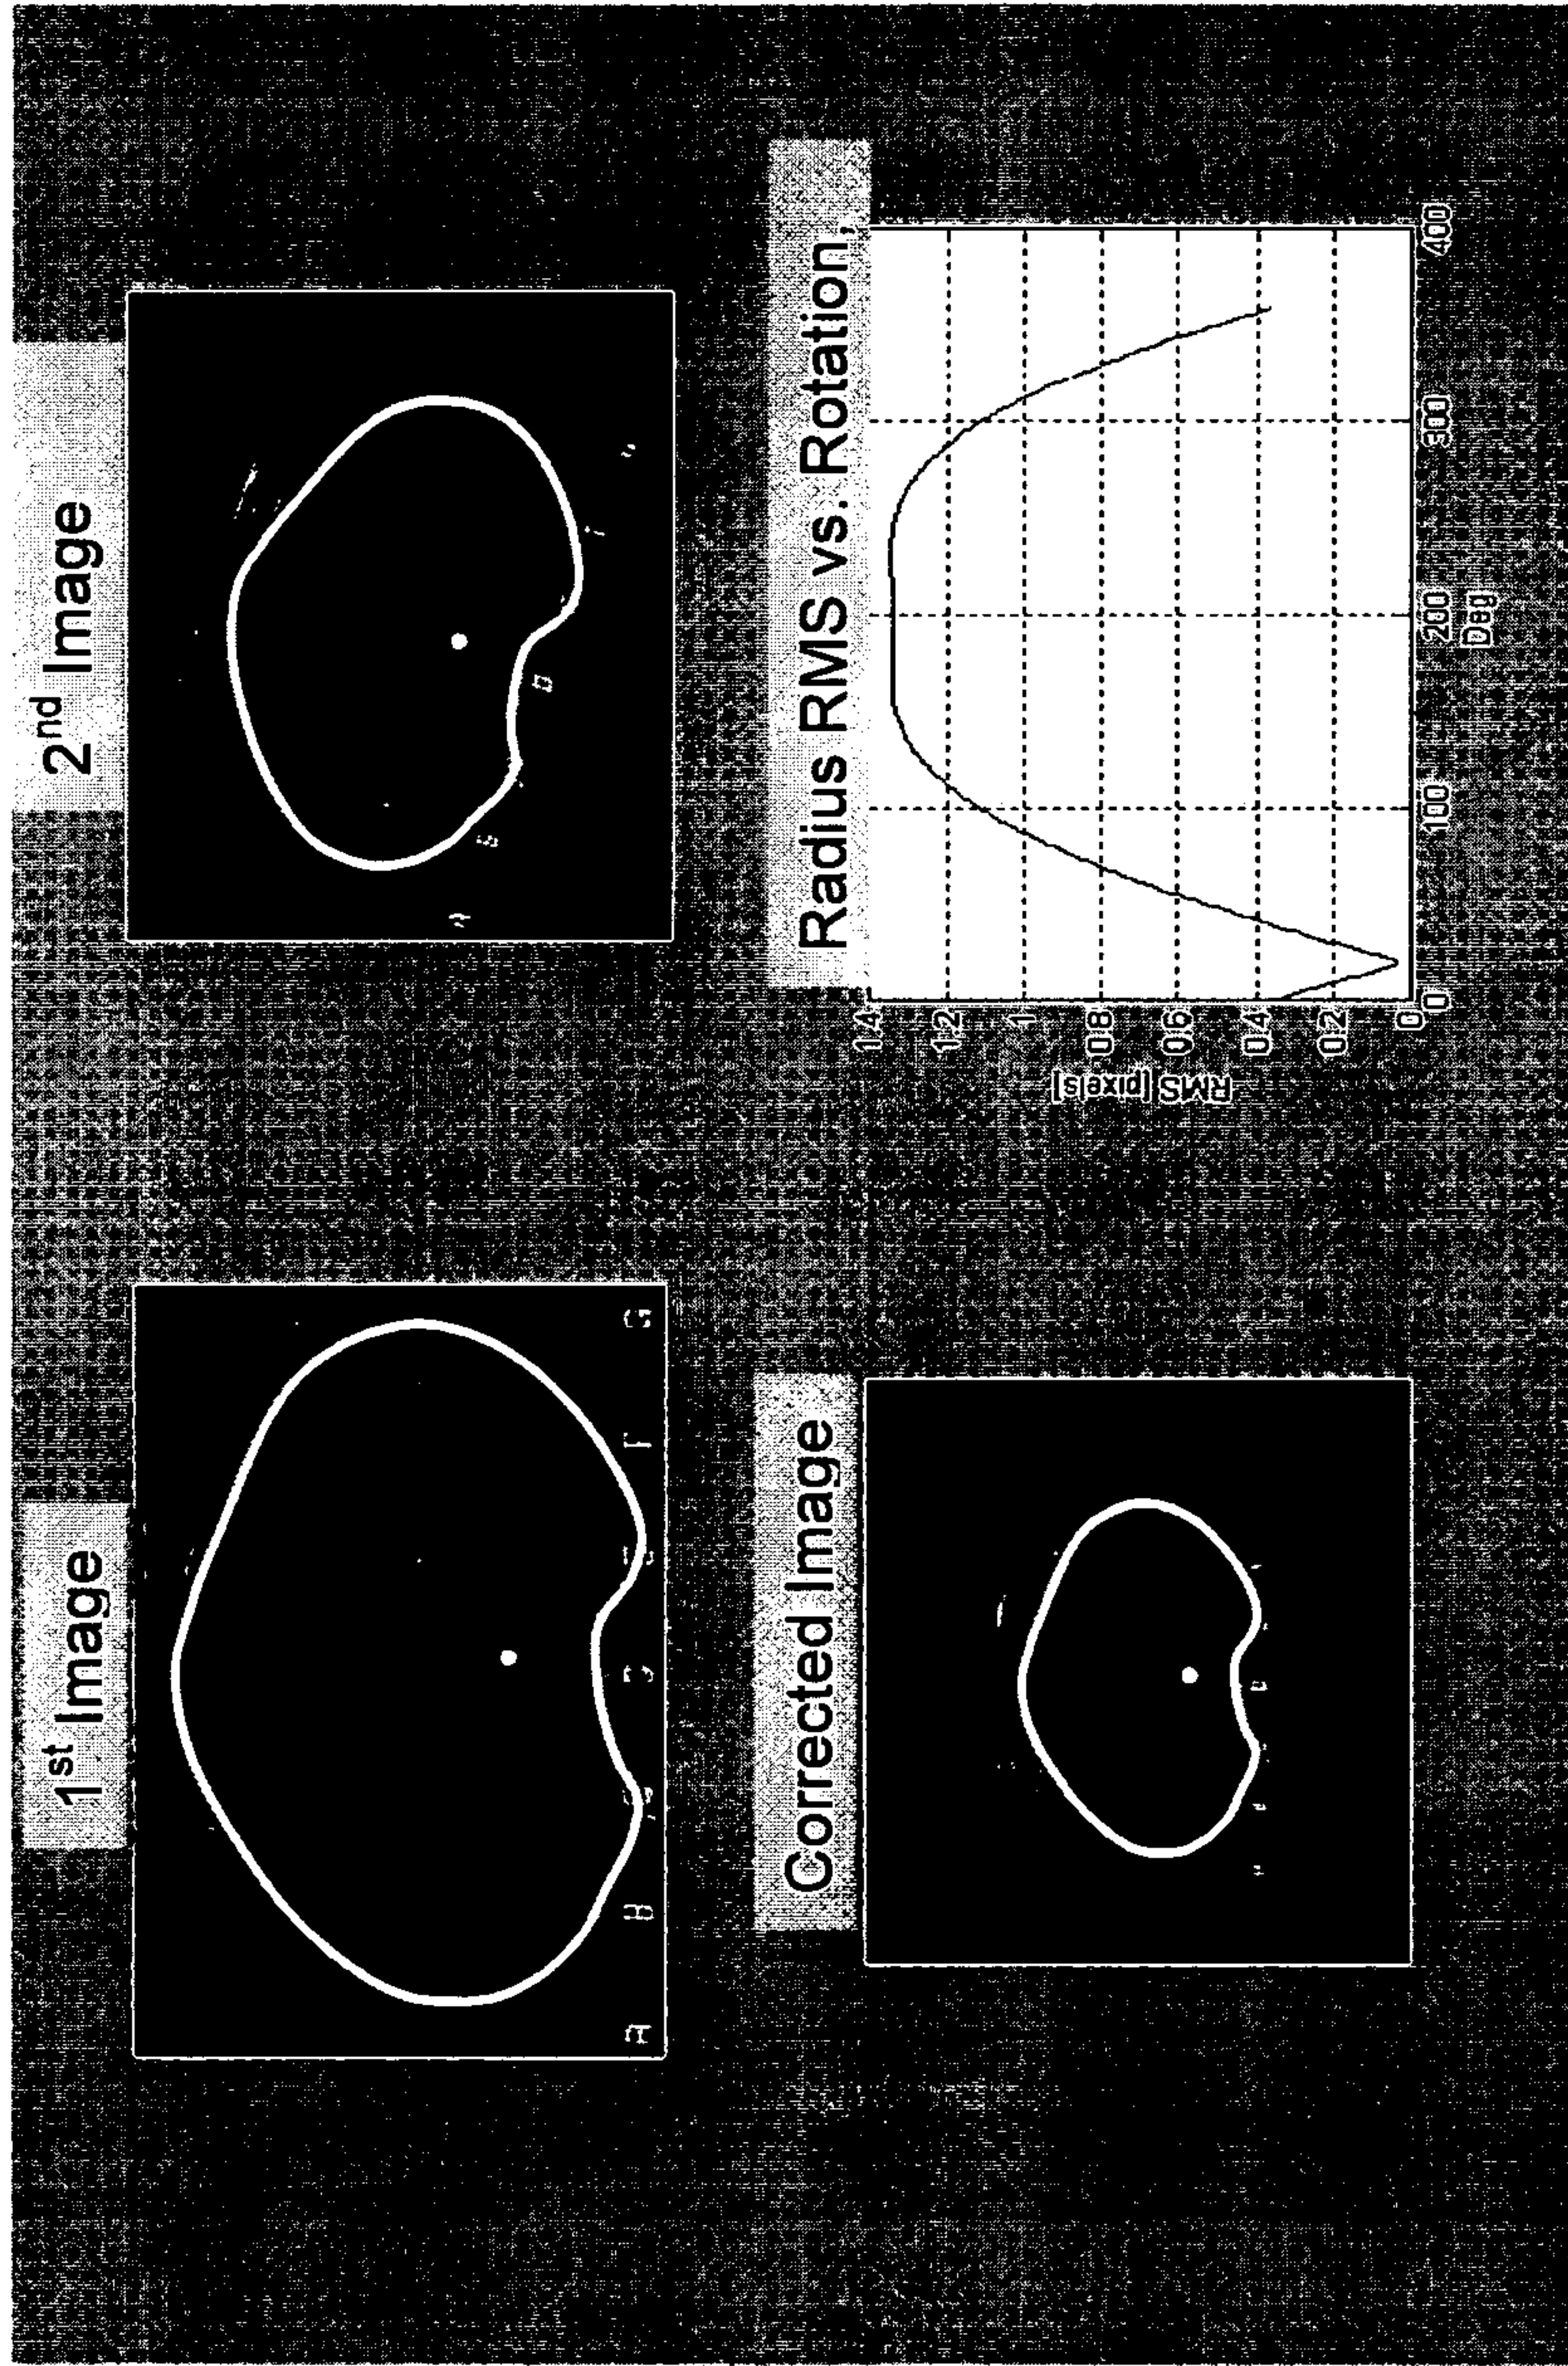 1st Image
A B G D E F G
2nd Image
A B D
Corrected Image
D
Radius RMS vs. Rotation,
RMS [pixels]
1.4
1.2
1
0.8
0.6
0.4
0.2
0
0 100 200 300 400
Deg